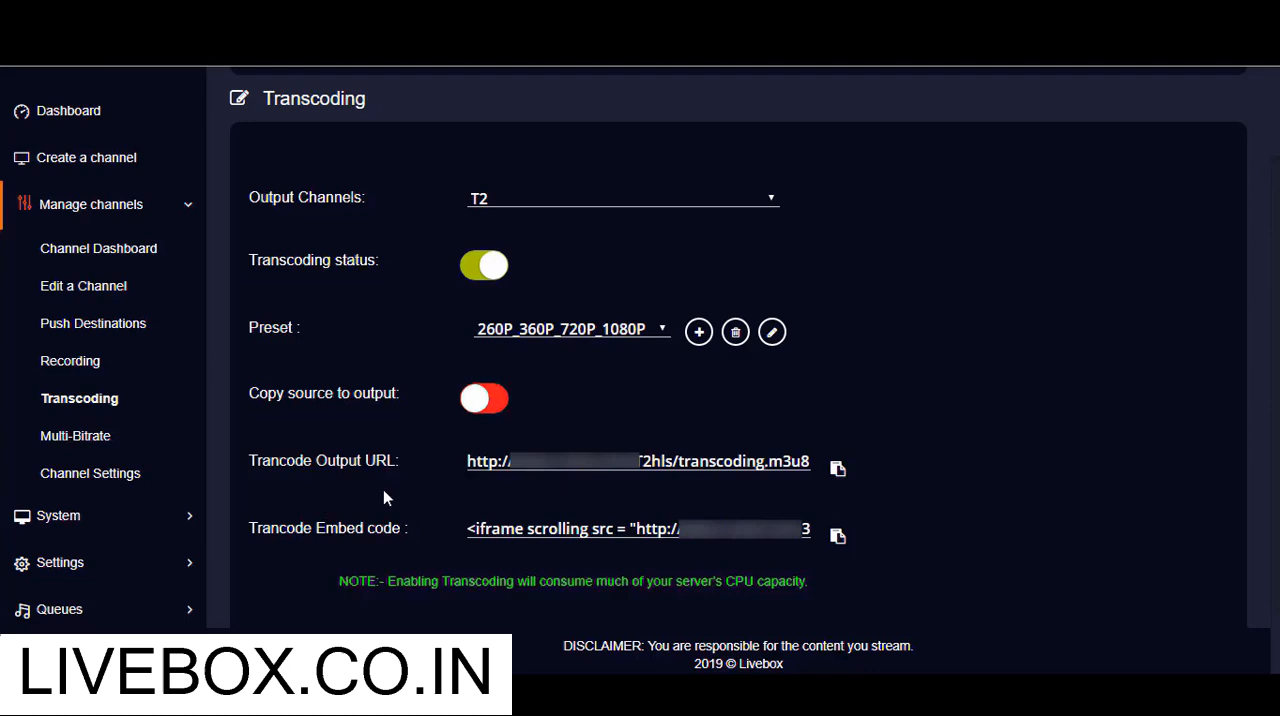 Transcoding
Dashboard
Create a channel
Manage channels
Channel Dashboard
Edit a Channel
Push Destinations
Recording
Transcoding
Multi-Bitrate
Channel Settings
System
Settings
Queues
Output Channels:
T2
Transcoding status:
Preset :
260P_360P_720P_1080P
Copy source to output:
Trancode Output URL:
http:/ T2hls/transcoding.m3u8
Trancode Embed code :
<iframe scrolling src = "http:/ 3
NOTE:- Enabling Transcoding will consume much of your server's CPU capacity.
DISCLAIMER: You are responsible for the content you stream.
2019 © Livebox
LIVEBOX.CO.IN